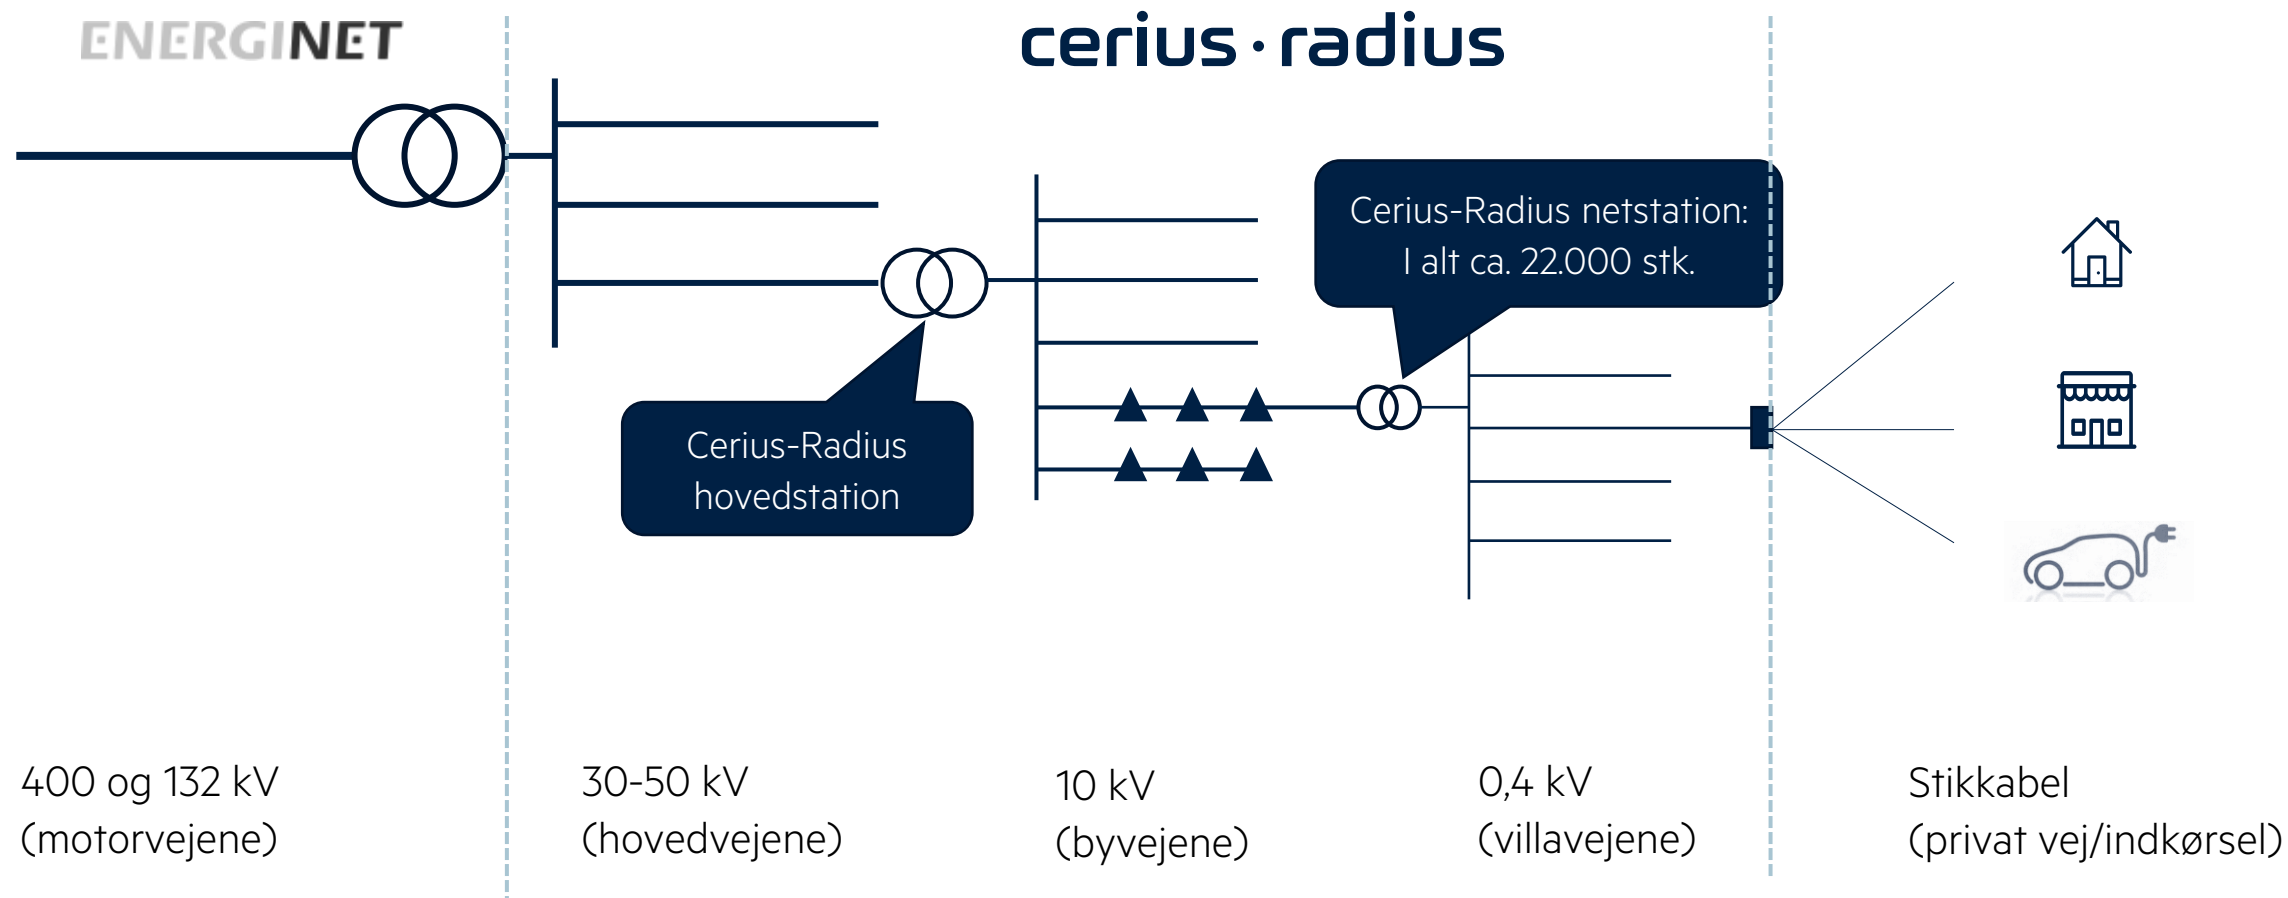 ENERGINET
cerius · radius
Cerius-Radius netstation:
I alt ca. 22.000 stk.
Cerius-Radius
hovedstation
400 og 132 kV
(motorvejene)
30-50 kV
(hovedvejene)
10 kV
(byvejene)
0,4 kV
(villavejene)
Stikkabel
(privat vej/indkørsel)